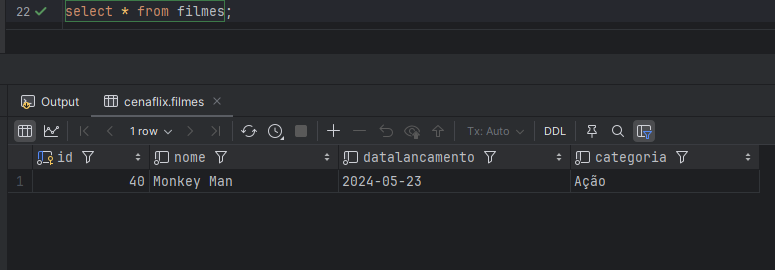 22 select * from filmes;
Output cenaflix.filmes
1 row Tx: Auto DDL
id nome datalancamento categoria
1 40 Monkey Man 2024-05-23 Ação